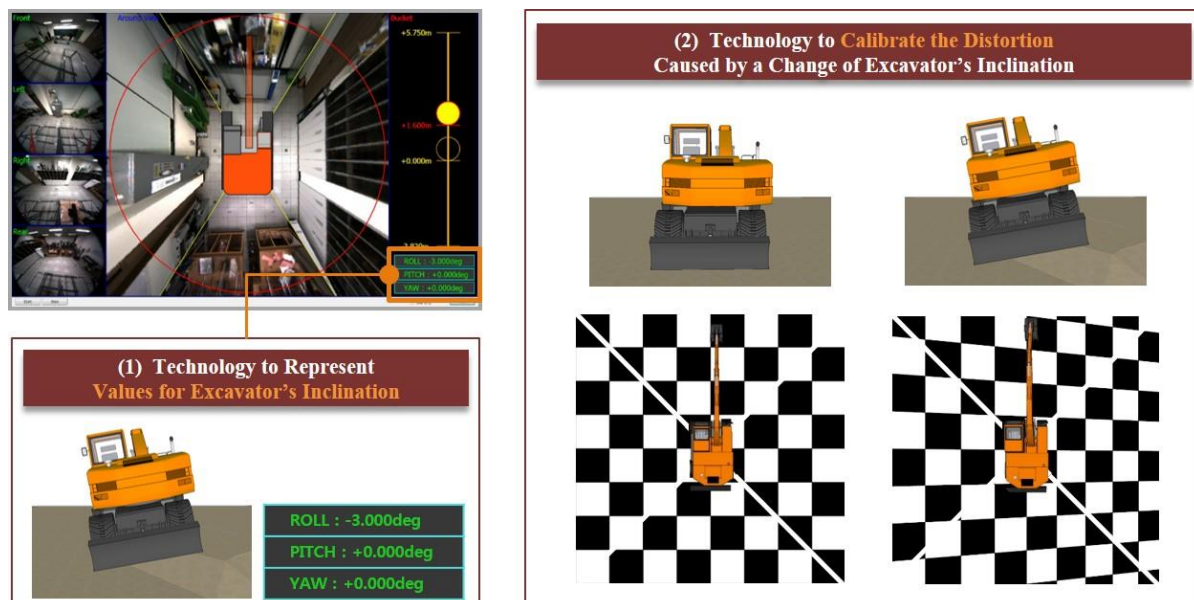 Front
Around View
Bucket
+5.750m
Left
+1.600m
+0.000m
Right
Rear
ROLL : -3.000deg
PITCH : +0.000deg
YAW : +0.000deg
(1) Technology to Represent
Values for Excavator's Inclination
ROLL : -3.000deg
PITCH : +0.000deg
YAW : +0.000deg
(2) Technology to Calibrate the Distortion
Caused by a Change of Excavator's Inclination